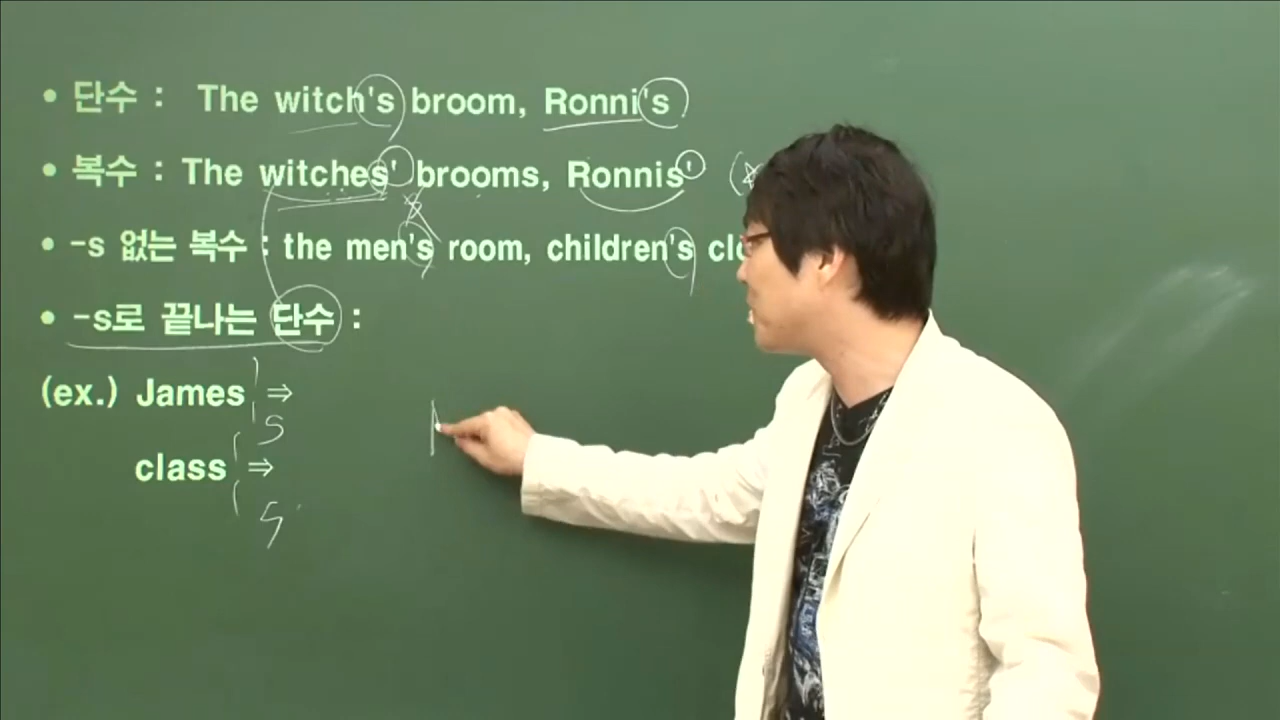 • 단수 : The witch's broom, Ronni's
• 복수 : The witches' brooms, Ronnis'
• -s 없는 복수 : the men's room, children's
• -s로 끝나는 단수 :
(ex.) James ⇒
s
class ⇒
s